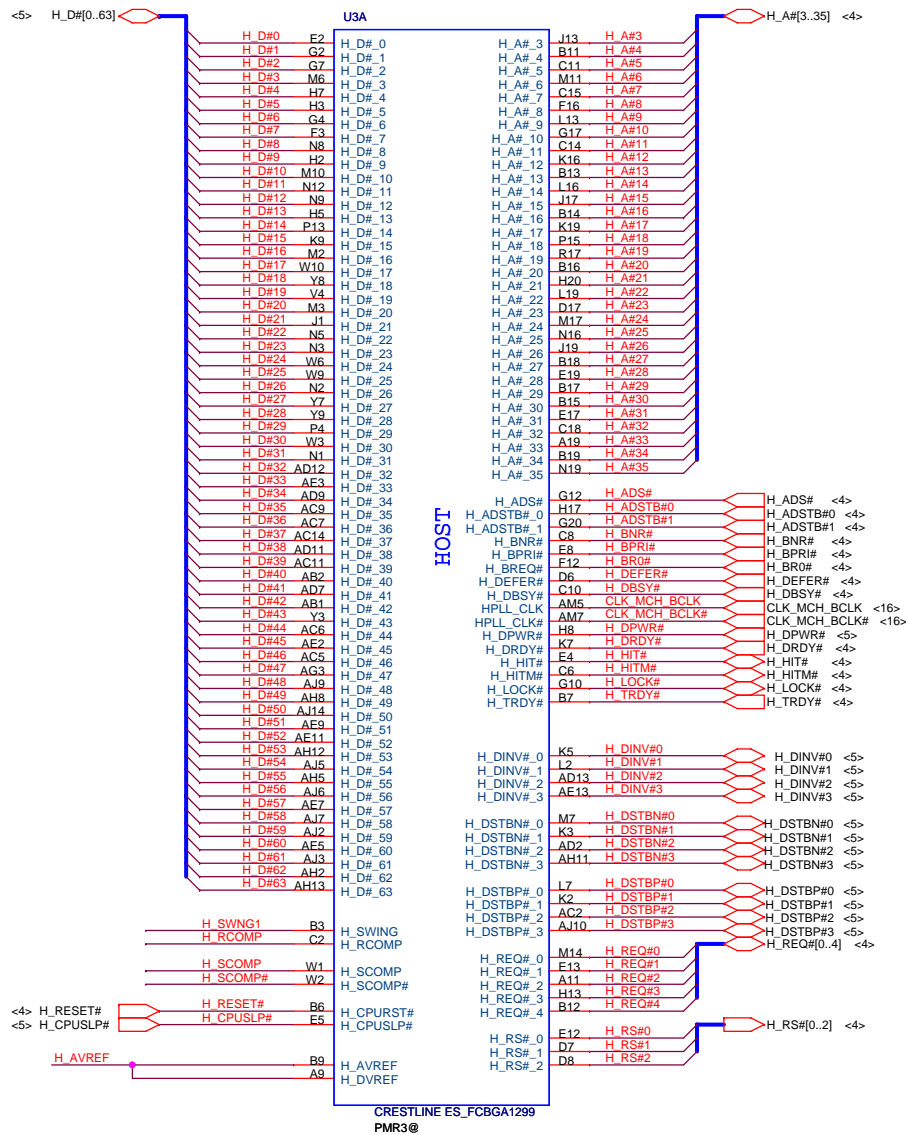 <5> H_D#[0..63] U3A H_A#[3..35] <4>
H_D#0 E2 H_D#_0 H_A#_3 J13 H_A#3
H_D#1 G2 H_D#_1 H_A#_4 B11 H_A#4
H_D#2 G7 H_D#_2 H_A#_5 C11 H_A#5
H_D#3 M6 H_D#_3 H_A#_6 M11 H_A#6
H_D#4 H7 H_D#_4 H_A#_7 C15 H_A#7
H_D#5 H3 H_D#_5 H_A#_8 F16 H_A#8
H_D#6 G4 H_D#_6 H_A#_9 L13 H_A#9
H_D#7 F3 H_D#_7 H_A#_10 G17 H_A#10
H_D#8 N8 H_D#_8 H_A#_11 C14 H_A#11
H_D#9 H2 H_D#_9 H_A#_12 K16 H_A#12
H_D#10 M10 H_D#_10 H_A#_13 B13 H_A#13
H_D#11 N12 H_D#_11 H_A#_14 L16 H_A#14
H_D#12 N9 H_D#_12 H_A#_15 J17 H_A#15
H_D#13 H5 H_D#_13 H_A#_16 B14 H_A#16
H_D#14 P13 H_D#_14 H_A#_17 K19 H_A#17
H_D#15 K9 H_D#_15 H_A#_18 P15 H_A#18
H_D#16 M2 H_D#_16 H_A#_19 R17 H_A#19
H_D#17 W10 H_D#_17 H_A#_20 B16 H_A#20
H_D#18 Y8 H_D#_18 H_A#_21 H20 H_A#21
H_D#19 V4 H_D#_19 H_A#_22 L19 H_A#22
H_D#20 M3 H_D#_20 H_A#_23 D17 H_A#23
H_D#21 J1 H_D#_21 H_A#_24 M17 H_A#24
H_D#22 N5 H_D#_22 H_A#_25 N16 H_A#25
H_D#23 N3 H_D#_23 H_A#_26 J19 H_A#26
H_D#24 W6 H_D#_24 H_A#_27 B18 H_A#27
H_D#25 W9 H_D#_25 H_A#_28 E19 H_A#28
H_D#26 N2 H_D#_26 H_A#_29 B17 H_A#29
H_D#27 Y7 H_D#_27 H_A#_30 B15 H_A#30
H_D#28 Y9 H_D#_28 H_A#_31 E17 H_A#31
H_D#29 P4 H_D#_29 H_A#_32 C18 H_A#32
H_D#30 W3 H_D#_30 H_A#_33 A19 H_A#33
H_D#31 N1 H_D#_31 H_A#_34 B19 H_A#34
H_D#32 AD12 H_D#_32 H_A#_35 N19 H_A#35
H_D#33 AE3 H_D#_33
H_D#34 AD9 H_D#_34 H_ADS# G12 H_ADS# H_ADS# <4>
H_D#35 AC9 H_D#_35 H_ADSTB#_0 H17 H_ADSTB#0 H_ADSTB#0 <4>
H_D#36 AC7 H_D#_36 H_ADSTB#_1 G20 H_ADSTB#1 H_ADSTB#1 <4>
H_D#37 AC14 H_D#_37 H_BNR# C8 H_BNR# H_BNR# <4>
H_D#38 AD11 H_D#_38 H_BPRI# E8 H_BPRI# H_BPRI# <4>
H_D#39 AC11 H_D#_39 H_BREQ# F12 H_BR0# H_BR0# <4>
H_D#40 AB2 H_D#_40 H_DEFER# D6 H_DEFER# H_DEFER# <4>
H_D#41 AD7 H_D#_41 H_DBSY# C10 H_DBSY# H_DBSY# <4>
H_D#42 AB1 H_D#_42 HPLL_CLK AM5 CLK_MCH_BCLK CLK_MCH_BCLK <16>
H_D#43 Y3 H_D#_43 HPLL_CLK# AM7 CLK_MCH_BCLK# CLK_MCH_BCLK# <16>
H_D#44 AC6 H_D#_44 H_DPWR# H8 H_DPWR# H_DPWR# <5>
H_D#45 AE2 H_D#_45 H_DRDY# K7 H_DRDY# H_DRDY# <4>
H_D#46 AC5 H_D#_46 H_HIT# E4 H_HIT# H_HIT# <4>
H_D#47 AG3 H_D#_47 H_HITM# C6 H_HITM# H_HITM# <4>
H_D#48 AJ9 H_D#_48 H_LOCK# G10 H_LOCK# H_LOCK# <4>
H_D#49 AH8 H_D#_49 H_TRDY# B7 H_TRDY# H_TRDY# <4>
HOST
H_D#50 AJ14 H_D#_50
H_D#51 AE9 H_D#_51
H_D#52 AE11 H_D#_52
H_D#53 AH12 H_D#_53 H_DINV#_0 K5 H_DINV#0 H_DINV#0 <5>
H_D#54 AJ5 H_D#_54 H_DINV#_1 L2 H_DINV#1 H_DINV#1 <5>
H_D#55 AH5 H_D#_55 H_DINV#_2 AD13 H_DINV#2 H_DINV#2 <5>
H_D#56 AJ6 H_D#_56 H_DINV#_3 AE13 H_DINV#3 H_DINV#3 <5>
H_D#57 AE7 H_D#_57
H_D#58 AJ7 H_D#_58 H_DSTBN#_0 M7 H_DSTBN#0 H_DSTBN#0 <5>
H_D#59 AJ2 H_D#_59 H_DSTBN#_1 K3 H_DSTBN#1 H_DSTBN#1 <5>
H_D#60 AE5 H_D#_60 H_DSTBN#_2 AD2 H_DSTBN#2 H_DSTBN#2 <5>
H_D#61 AJ3 H_D#_61 H_DSTBN#_3 AH11 H_DSTBN#3 H_DSTBN#3 <5>
H_D#62 AH2 H_D#_62
H_D#63 AH13 H_D#_63 H_DSTBP#_0 L7 H_DSTBP#0 H_DSTBP#0 <5>
H_DSTBP#_1 K2 H_DSTBP#1 H_DSTBP#1 <5>
H_DSTBP#_2 AC2 H_DSTBP#2 H_DSTBP#2 <5>
H_SWNG1 B3 H_SWING H_DSTBP#_3 AJ10 H_DSTBP#3 H_DSTBP#3 <5>
H_RCOMP C2 H_RCOMP H_REQ#[0..4] <4>
H_REQ#_0 M14 H_REQ#0
H_SCOMP W1 H_SCOMP H_REQ#_1 E13 H_REQ#1
H_SCOMP# W2 H_SCOMP# H_REQ#_2 A11 H_REQ#2
H_REQ#_3 H13 H_REQ#3
<4> H_RESET# H_RESET# B6 H_CPURST# H_REQ#_4 B12 H_REQ#4
<5> H_CPUSLP# H_CPUSLP# E5 H_CPUSLP# H_RS#[0..2] <4>
H_RS#_0 E12 H_RS#0
H_RS#_1 D7 H_RS#1
H_AVREF B9 H_AVREF H_RS#_2 D8 H_RS#2
A9 H_DVREF
CRESTLINE ES_FCBGA1299
PMR3@